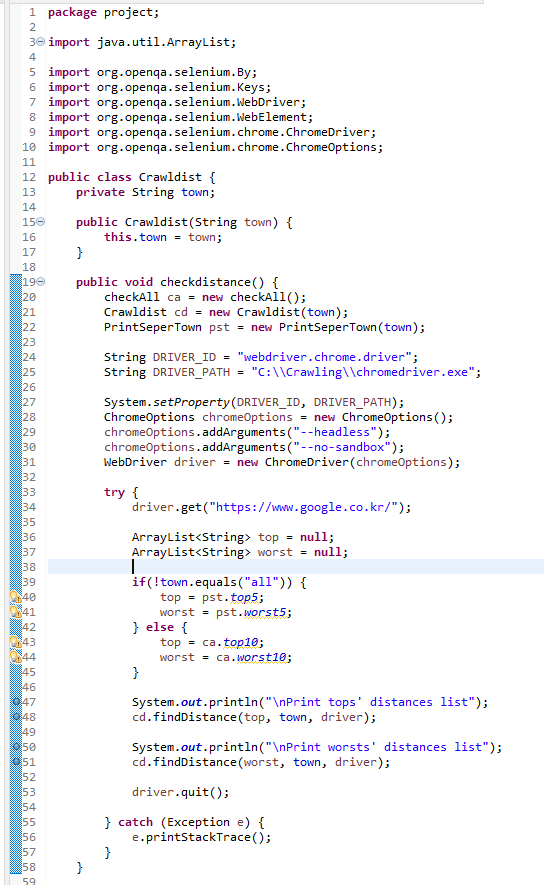 1 package project;
2
3 import java.util.ArrayList;
4
5 import org.openqa.selenium.By;
6 import org.openqa.selenium.Keys;
7 import org.openqa.selenium.WebDriver;
8 import org.openqa.selenium.WebElement;
9 import org.openqa.selenium.chrome.ChromeDriver;
10 import org.openqa.selenium.chrome.ChromeOptions;
11
12 public class Crawldist {
13     private String town;
14
15     public Crawldist(String town) {
16         this.town = town;
17     }
18
19     public void checkdistance() {
20         checkAll ca = new checkAll();
21         Crawldist cd = new Crawldist(town);
22         PrintSeperTown pst = new PrintSeperTown(town);
23
24         String DRIVER_ID = "webdriver.chrome.driver";
25         String DRIVER_PATH = "C:\\Crawling\\chromedriver.exe";
26
27         System.setProperty(DRIVER_ID, DRIVER_PATH);
28         ChromeOptions chromeOptions = new ChromeOptions();
29         chromeOptions.addArguments("--headless");
30         chromeOptions.addArguments("--no-sandbox");
31         WebDriver driver = new ChromeDriver(chromeOptions);
32
33         try {
34             driver.get("https://www.google.co.kr/");
35
36             ArrayList<String> top = null;
37             ArrayList<String> worst = null;
38
39             if(!town.equals("all")) {
40                 top = pst.top5;
41                 worst = pst.worst5;
42             } else {
43                 top = ca.top10;
44                 worst = ca.worst10;
45             }
46
47             System.out.println("\nPrint tops' distances list");
48             cd.findDistance(top, town, driver);
49
50             System.out.println("\nPrint worsts' distances list");
51             cd.findDistance(worst, town, driver);
52
53             driver.quit();
54
55         } catch (Exception e) {
56             e.printStackTrace();
57         }
58     }
59